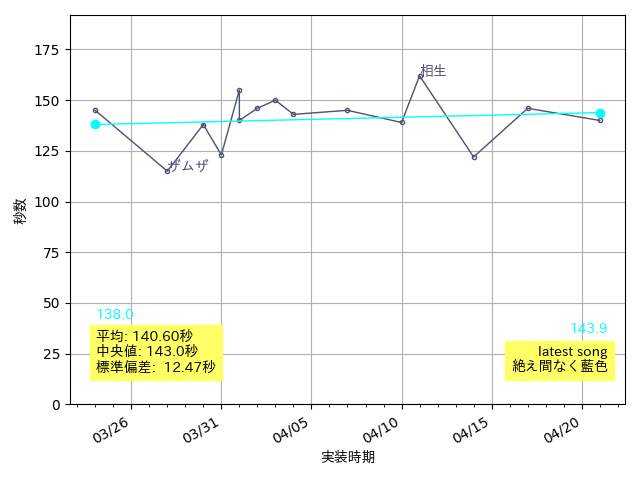 175
150
125
100
75
50
25
0
秒数
相生
ザムザ
138.0
143.9
平均: 140.60秒
中央値: 143.0秒
標準偏差: 12.47秒
latest song
絶え間なく藍色
03/26
03/31
04/05
04/10
04/15
04/20
実装時期